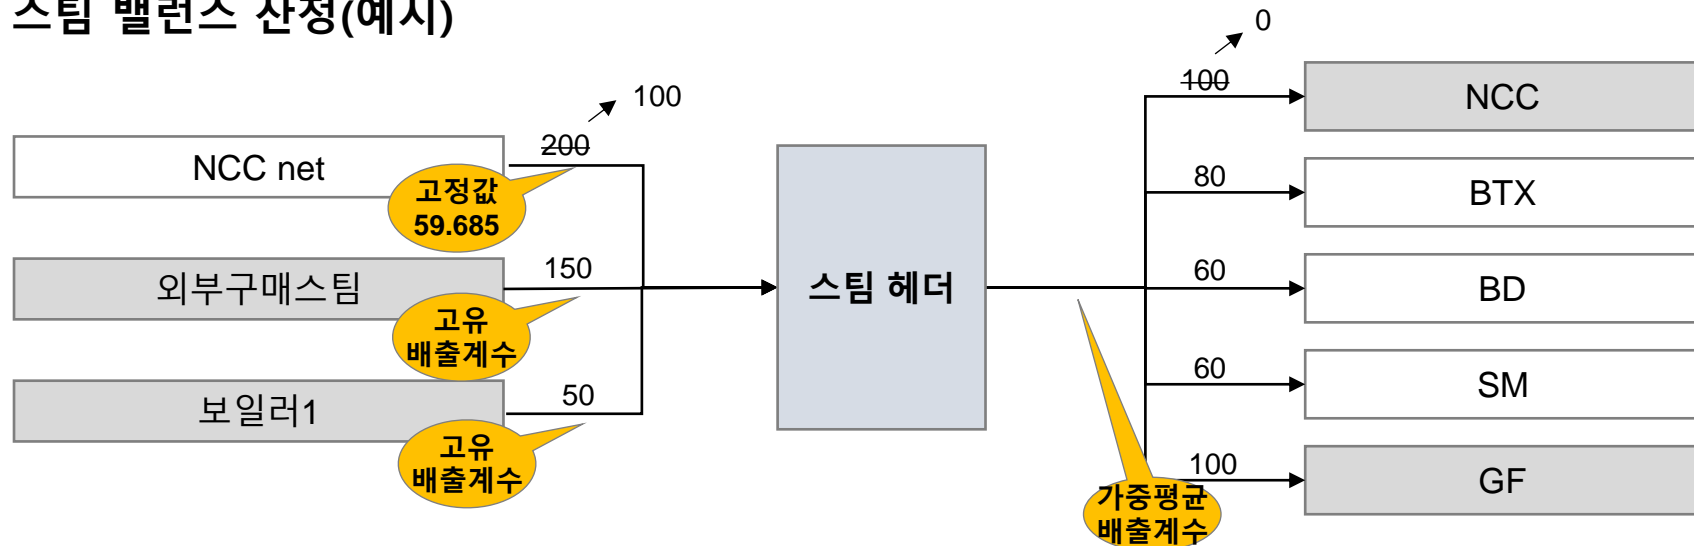 스팀 밸런스 산정(예시)
0
100
NCC
100
200
NCC net
고정값
59.685
80
BTX
외부구매스팀
150
고유
배출계수
스팀 헤더
60
BD
보일러1
50
고유
배출계수
60
SM
100
GF
가중평균
배출계수